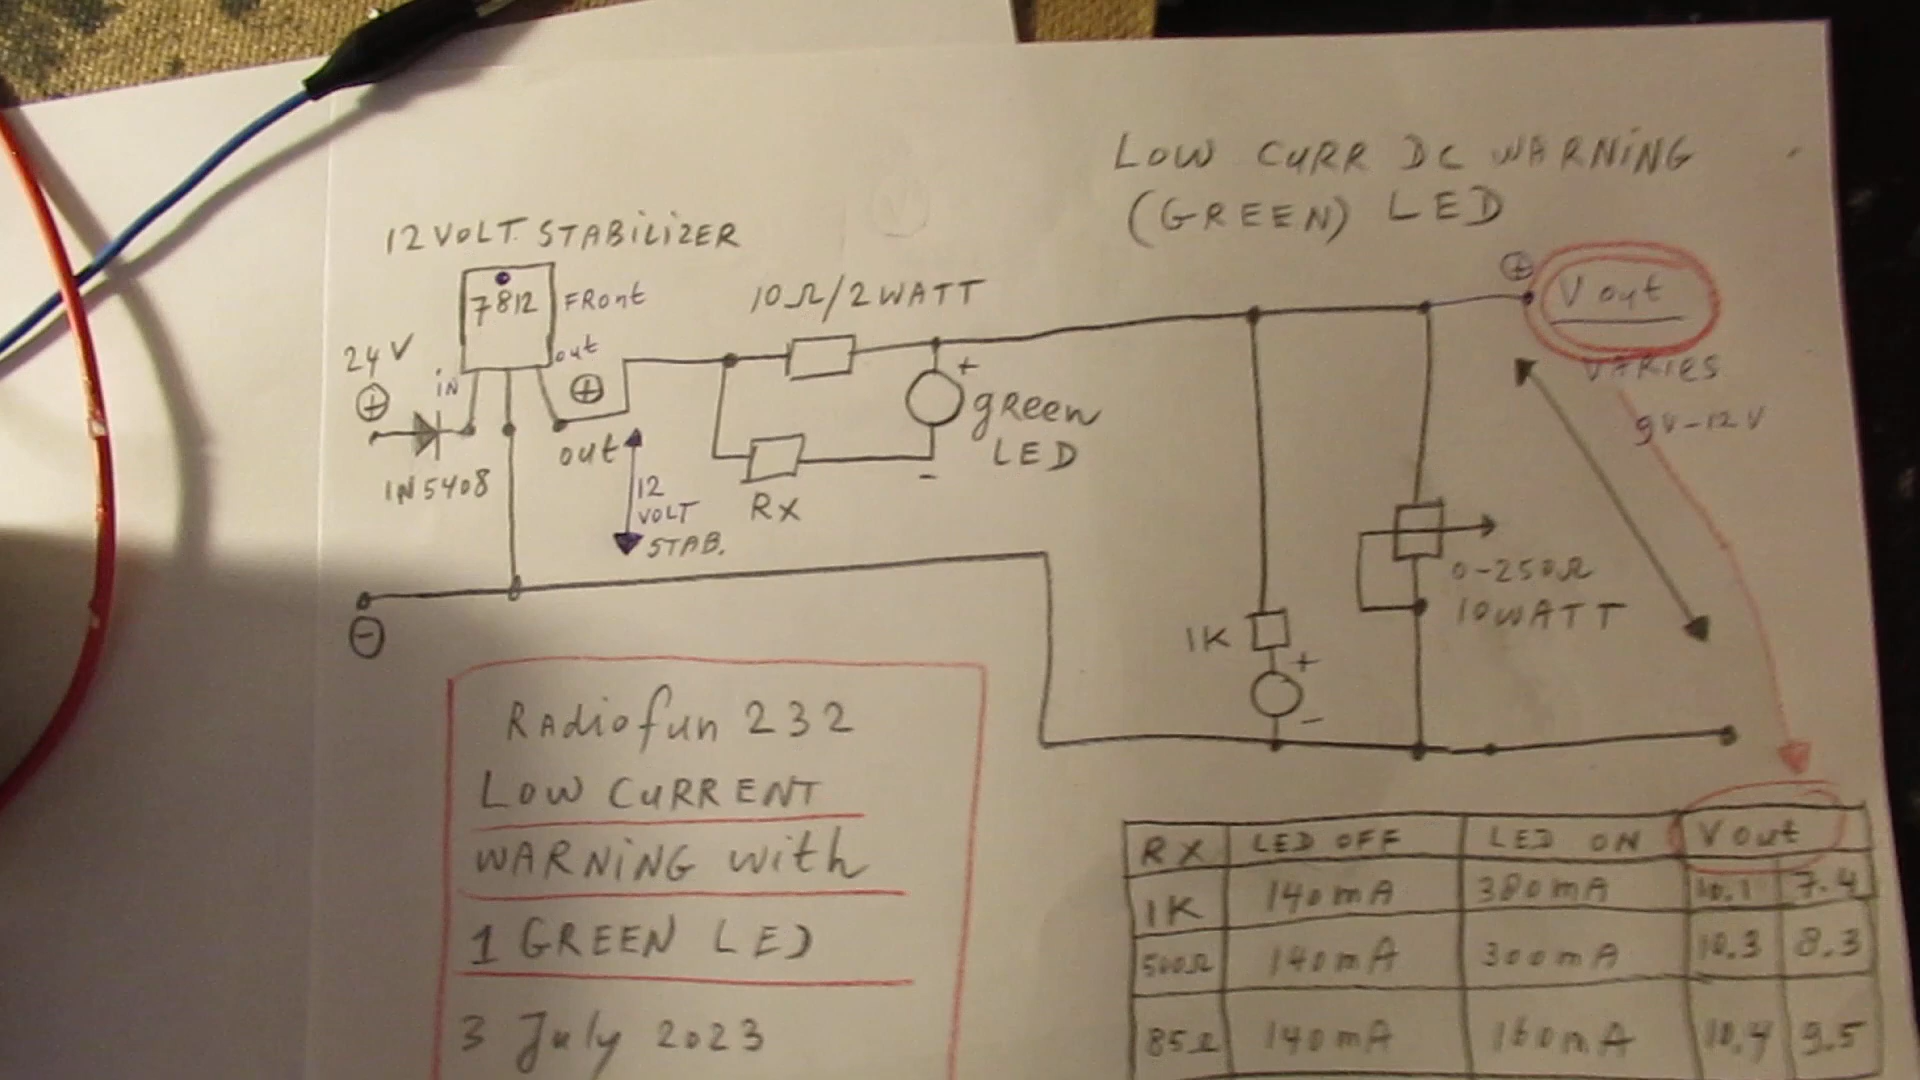 LOW CURR DC WARNING
(GREEN) LED
12 VOLT STABILIZER
7812
FRont
10Ω/2WATT
⊕
Vout
VARIES
9V-12V
24V
⊕
iN
out
⊕
+
green
LED
-
1N5408
out
12
VOLT
STAB.
RX
0-250Ω
10WATT
1K
+
-
⊖
Radiofun 232
LOW CURRENT
WARNING with
1 GREEN LED
3 July 2023
RX LED OFF LED ON Vout
1K 140mA 380mA 10.1 7.4
500Ω 140mA 300mA 10.3 8.3
85Ω 140mA 160mA 10.4 9.5